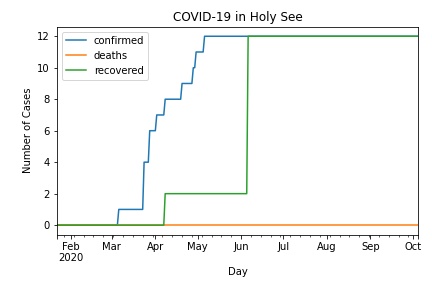 COVID-19 in Holy See
confirmed
deaths
recovered
Number of Cases
12
10
8
6
4
2
0
Feb Mar Apr May Jun Jul Aug Sep Oct
2020
Day